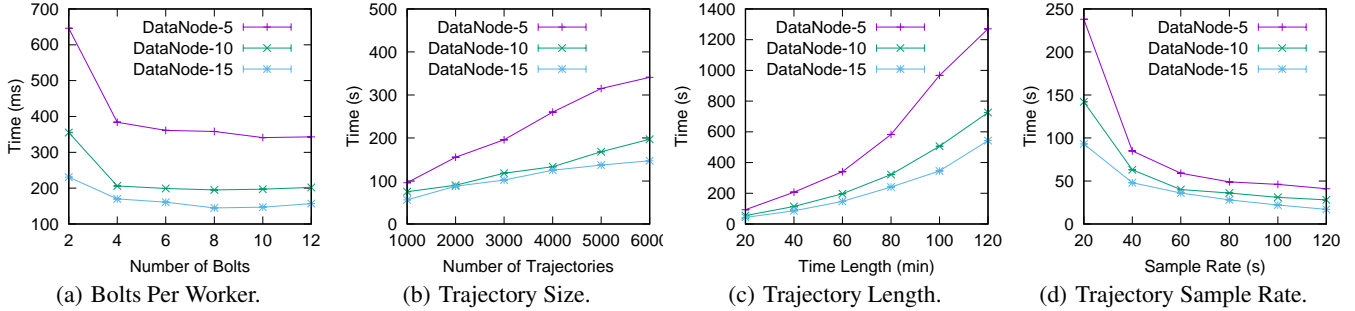 700
600
500
400
300
200
100
2 4 6 8 10 12
Time (ms)
Number of Bolts
DataNode-5
DataNode-10
DataNode-15
(a) Bolts Per Worker.
500
400
300
200
100
0
1000 2000 3000 4000 5000 6000
Time (s)
Number of Trajectories
DataNode-5
DataNode-10
DataNode-15
(b) Trajectory Size.
1400
1200
1000
800
600
400
200
0
20 40 60 80 100 120
Time (s)
Time Length (min)
DataNode-5
DataNode-10
DataNode-15
(c) Trajectory Length.
250
200
150
100
50
0
20 40 60 80 100 120
Time (s)
Sample Rate (s)
DataNode-5
DataNode-10
DataNode-15
(d) Trajectory Sample Rate.